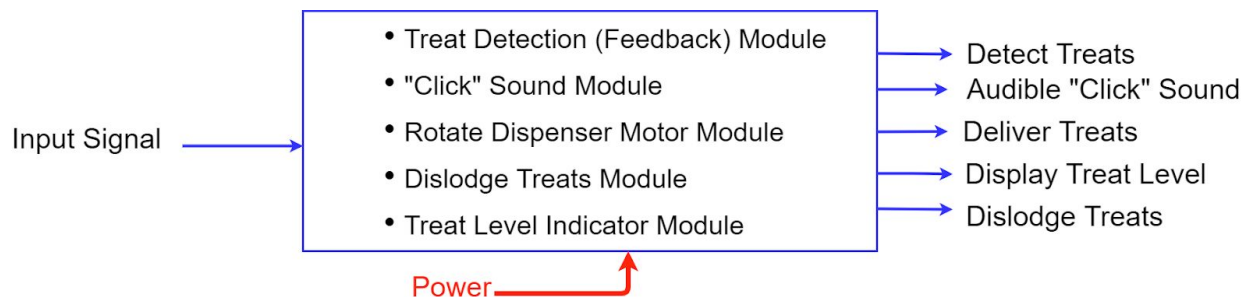 Input Signal
• Treat Detection (Feedback) Module
• "Click" Sound Module
• Rotate Dispenser Motor Module
• Dislodge Treats Module
• Treat Level Indicator Module
Detect Treats
Audible "Click" Sound
Deliver Treats
Display Treat Level
Dislodge Treats
Power